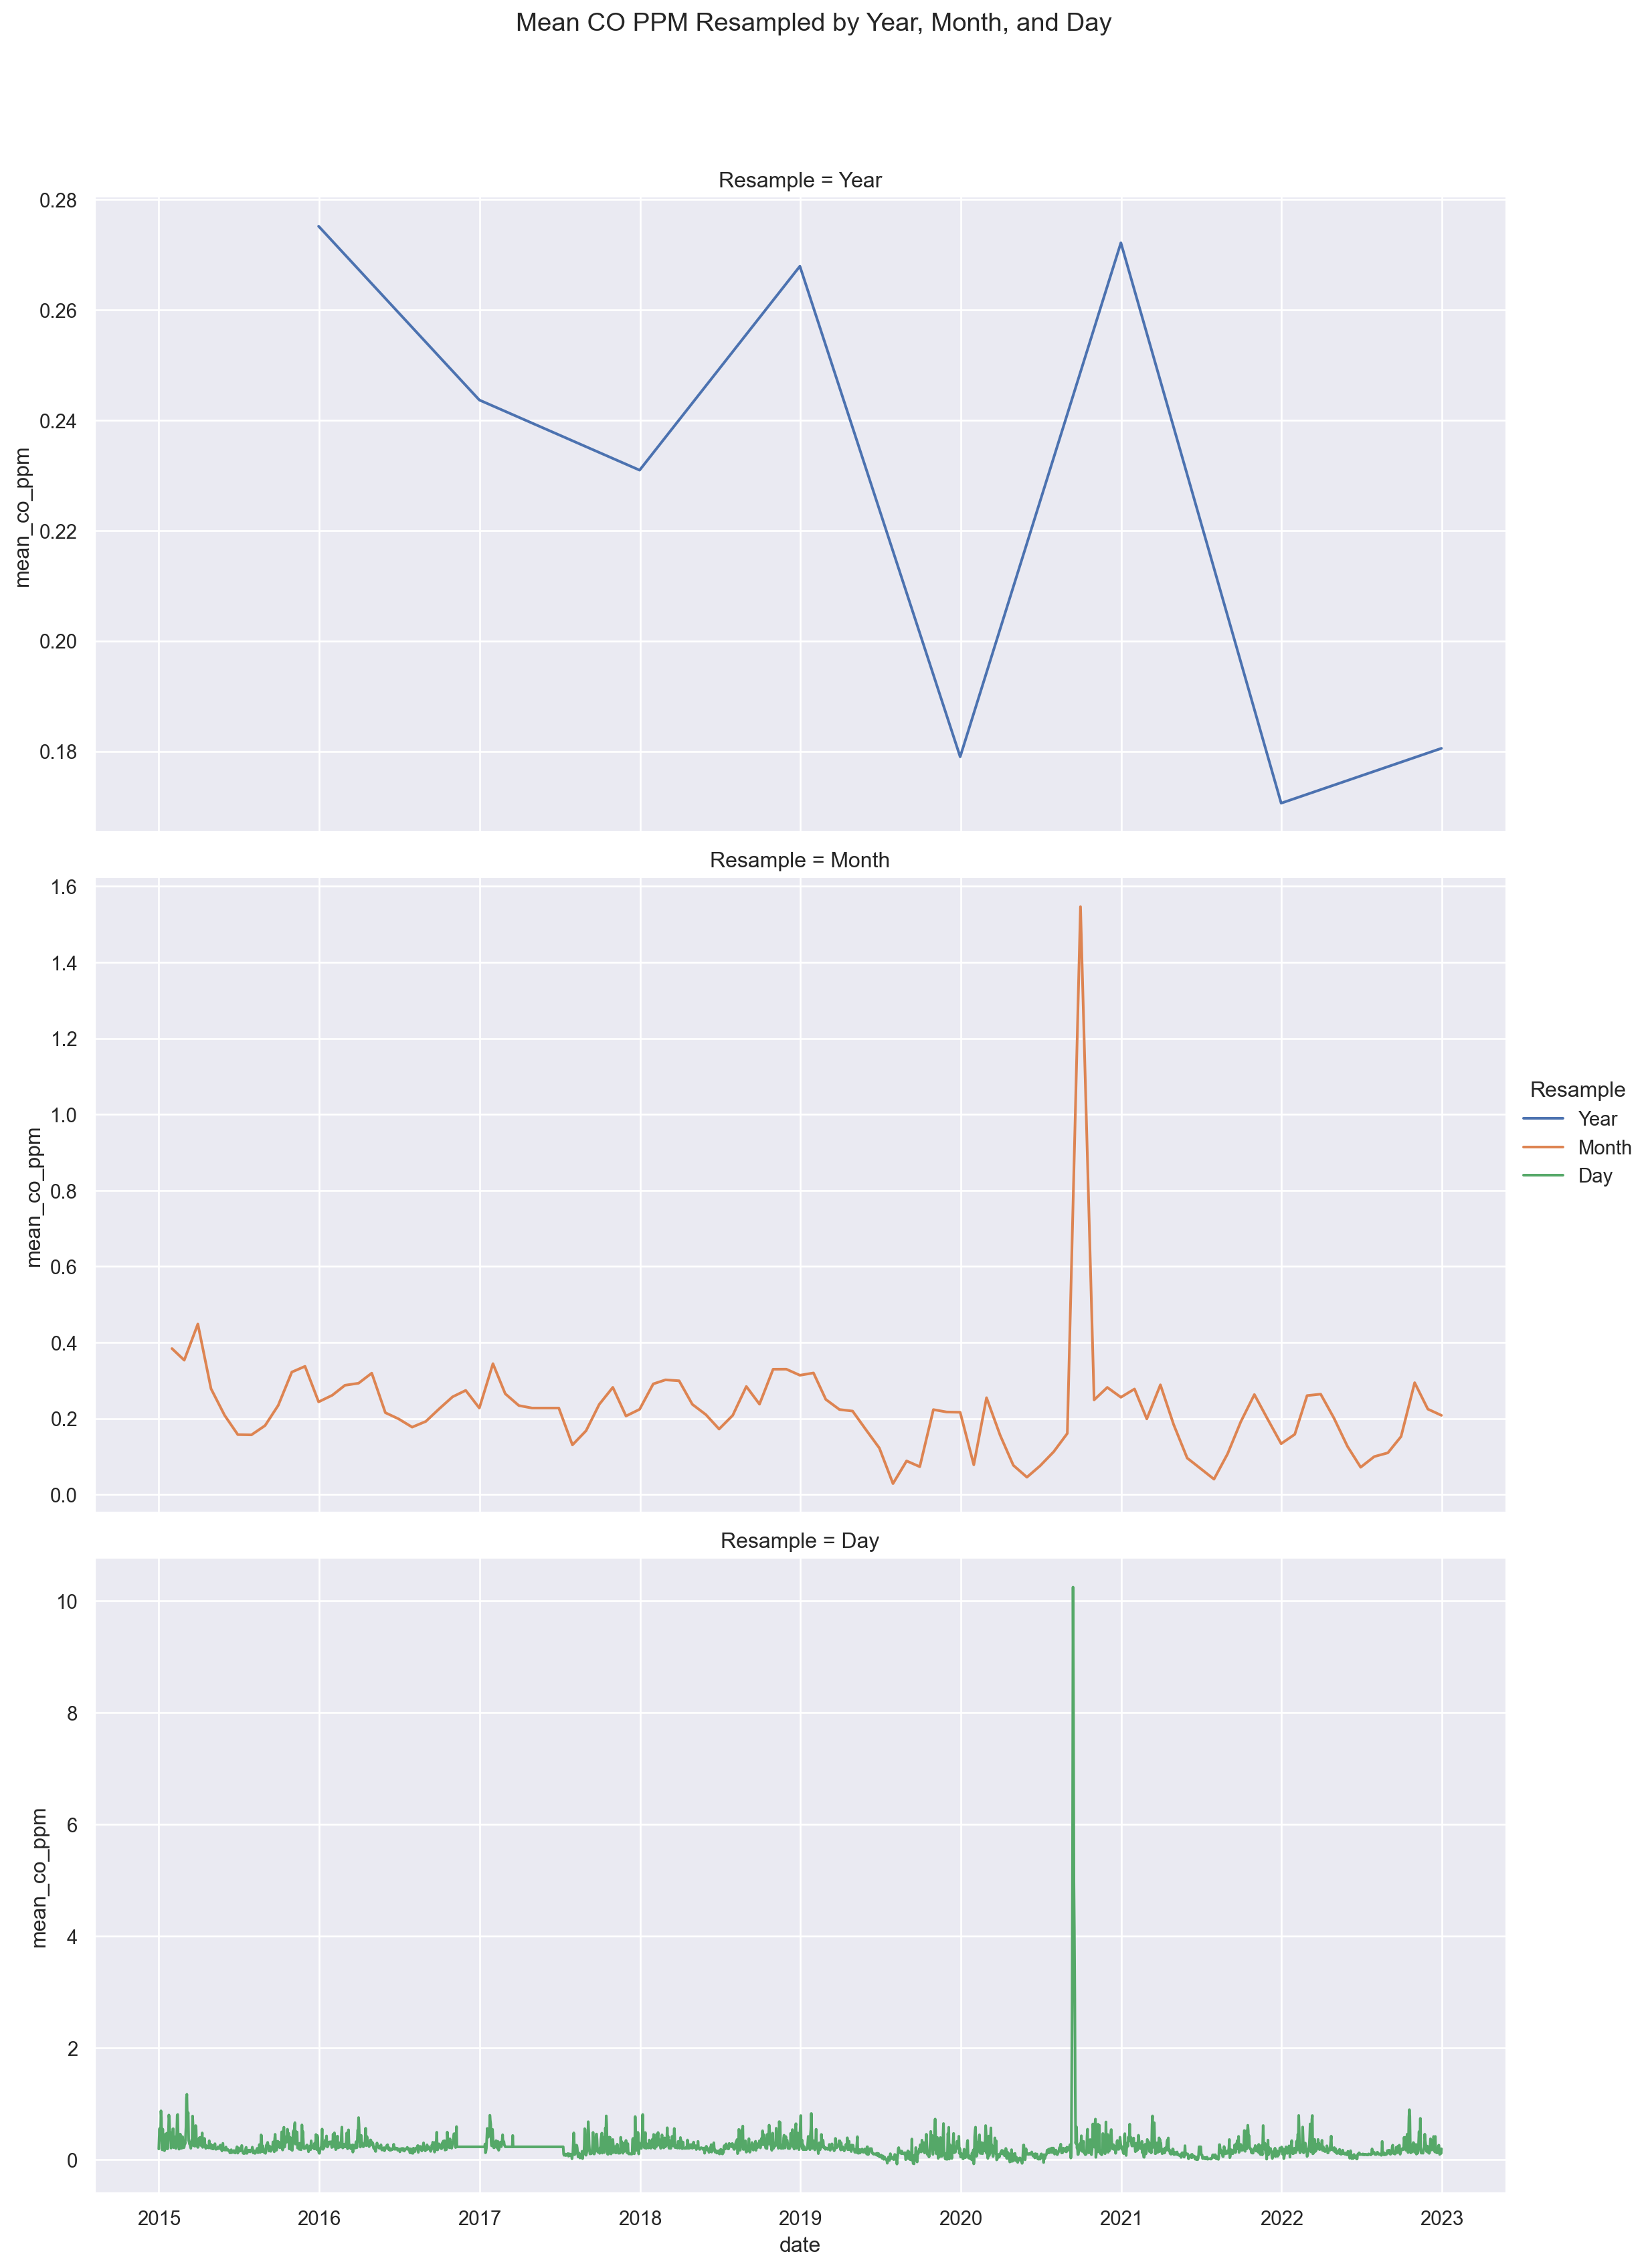 Mean CO PPM Resampled by Year, Month, and Day
Resample = Year
0.28
0.26
0.24
0.22
0.20
0.18
mean_co_ppm
Resample = Month
1.6
1.4
1.2
1.0
0.8
0.6
0.4
0.2
0.0
mean_co_ppm
Resample
Year
Month
Day
Resample = Day
10
8
6
4
2
0
mean_co_ppm
2015 2016 2017 2018 2019 2020 2021 2022 2023
date